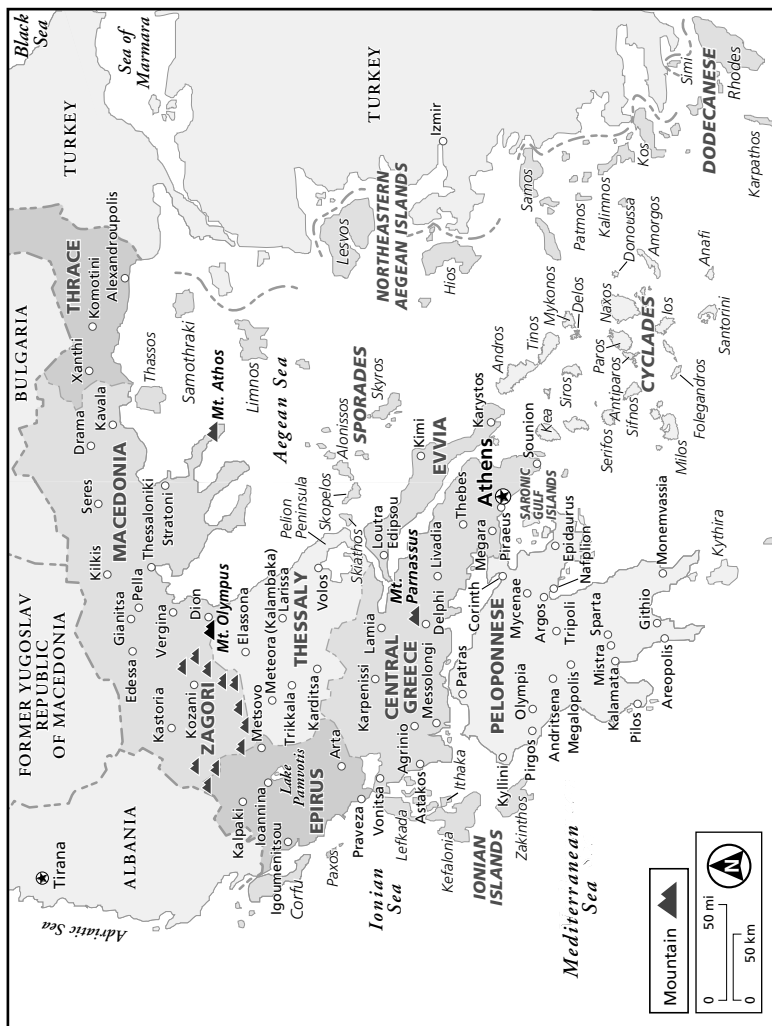 Black
Sea
Sea of
Marmara
TURKEY
TURKEY
BULGARIA
FORMER YUGOSLAV
REPUBLIC
OF MACEDONIA
ALBANIA
Tirana
Adriatic Sea
THRACE
Komotini
Alexandroupolis
Xanthi
Drama
Kavala
Seres
MACEDONIA
Kilkis
Thessaloniki
Stratoni
Gianitsa
Pella
Edessa
Vergina
Dion
Mt. Olympus
Kastoria
Kozani
ZAGORI
Elassona
Thassos
Samothraki
Mt. Athos
Limnos
Aegean Sea
Lesvos
NORTHEASTERN
AEGEAN ISLANDS
Hios
Izmir
Samos
Metsovo
Meteora (Kalambaka)
Larissa
Trikkala
THESSALY
Karditsa
Volos
Pelion
Peninsula
Skopelos
Alonissos
SPORADES
Skyros
Skiathos
Kalpaki
Ioannina
Lake
Pamvotis
Igoumenitsou
EPIRUS
Arta
Corfu
Paxos
Praveza
Vonitsa
Ionian
Sea
Lefkada
Karpenissi
Lamia
CENTRAL
GREECE
Agrinio
Messolongi
Astakos
Ithaka
Kefalonia
Loutra
Edipsou
Mt.
Parnassus
Livadia
Delphi
Kimi
EVVIA
Karystos
Thebes
Athens
Megara
Piraeus
Sounion
SARONIC
GULF
ISLANDS
Corinth
Patras
PELOPONNESE
Mycenae
Argos
Epidaurus
Nafplion
Olympia
Tripoli
Kyllini
Pirgos
Andritsena
Megalopolis
IONIAN
ISLANDS
Zakinthos
Mistra
Sparta
Monemvassia
Kalamata
Githio
Pilos
Areopolis
Kythira
Andros
Tinos
Mykonos
Delos
Kea
Siros
Patmos
Kalimnos
Donoussa
Naxos
Amorgos
Paros
Antiparos
Serifos
Sifnos
CYCLADES
Ios
Anafi
Santorini
Milos
Folegandros
Kos
Simi
Rhodes
DODECANESE
Karpathos
Mediterranean
Sea
Mountain
0 50 mi
0 50 km
N